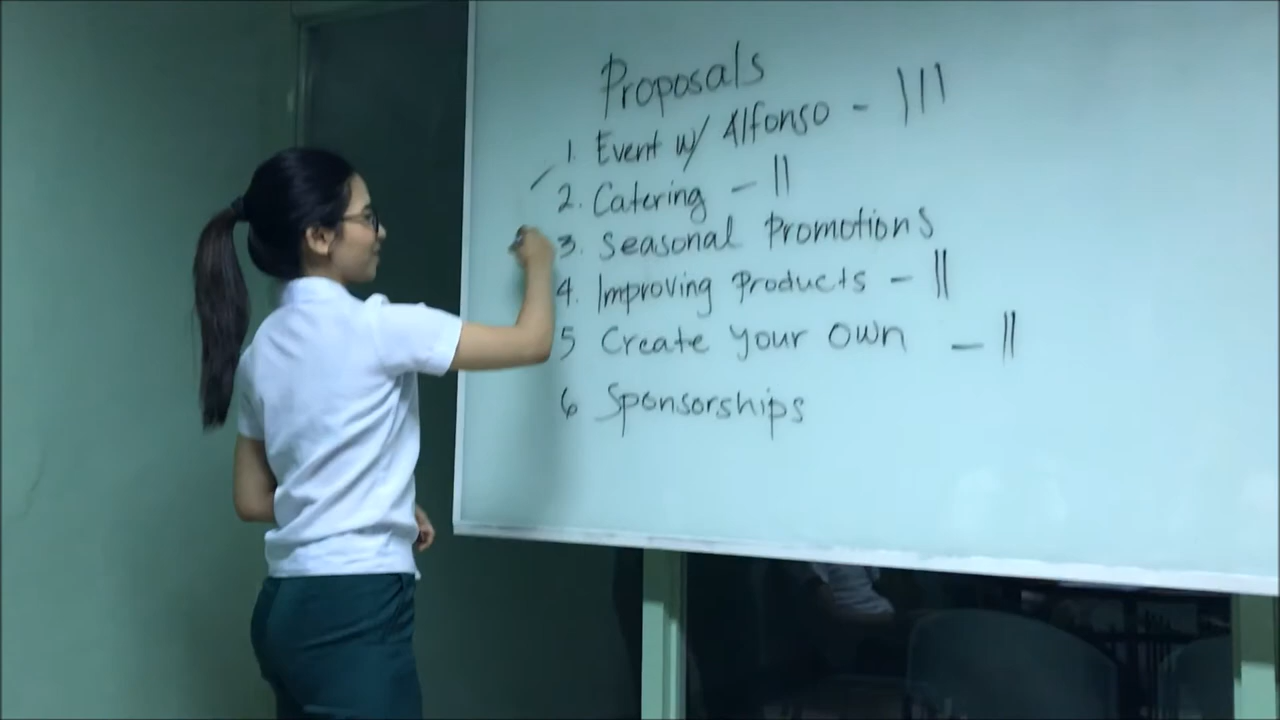 Proposals
1. Event w/ Alfonso - |||
2. Catering - ||
3. Seasonal Promotions
4. Improving Products - ||
5 Create your own - ||
6 Sponsorships